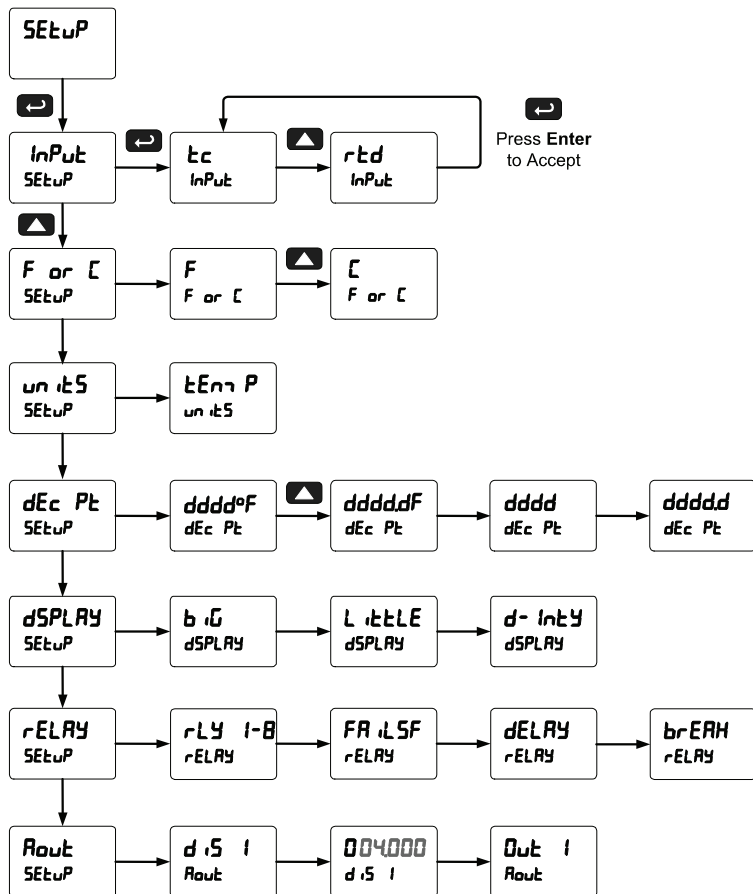 SEtuP
InPut
SEtuP
tc
InPut
rtd
InPut
Press Enter
to Accept
F or C
SEtuP
F
F or C
C
F or C
unitS
SEtuP
tEmP
unitS
dEc Pt
SEtuP
dddd°F
dEc Pt
dddd.dF
dEc Pt
dddd
dEc Pt
dddd.d
dEc Pt
dSPLAY
SEtuP
biG
dSPLAY
LittLE
dSPLAY
d-IntY
dSPLAY
rELAY
SEtuP
rLY 1-8
rELAY
FAiLSF
rELAY
dELAY
rELAY
brEAK
rELAY
Aout
SEtuP
diS 1
Aout
004.000
diS 1
Out 1
Aout